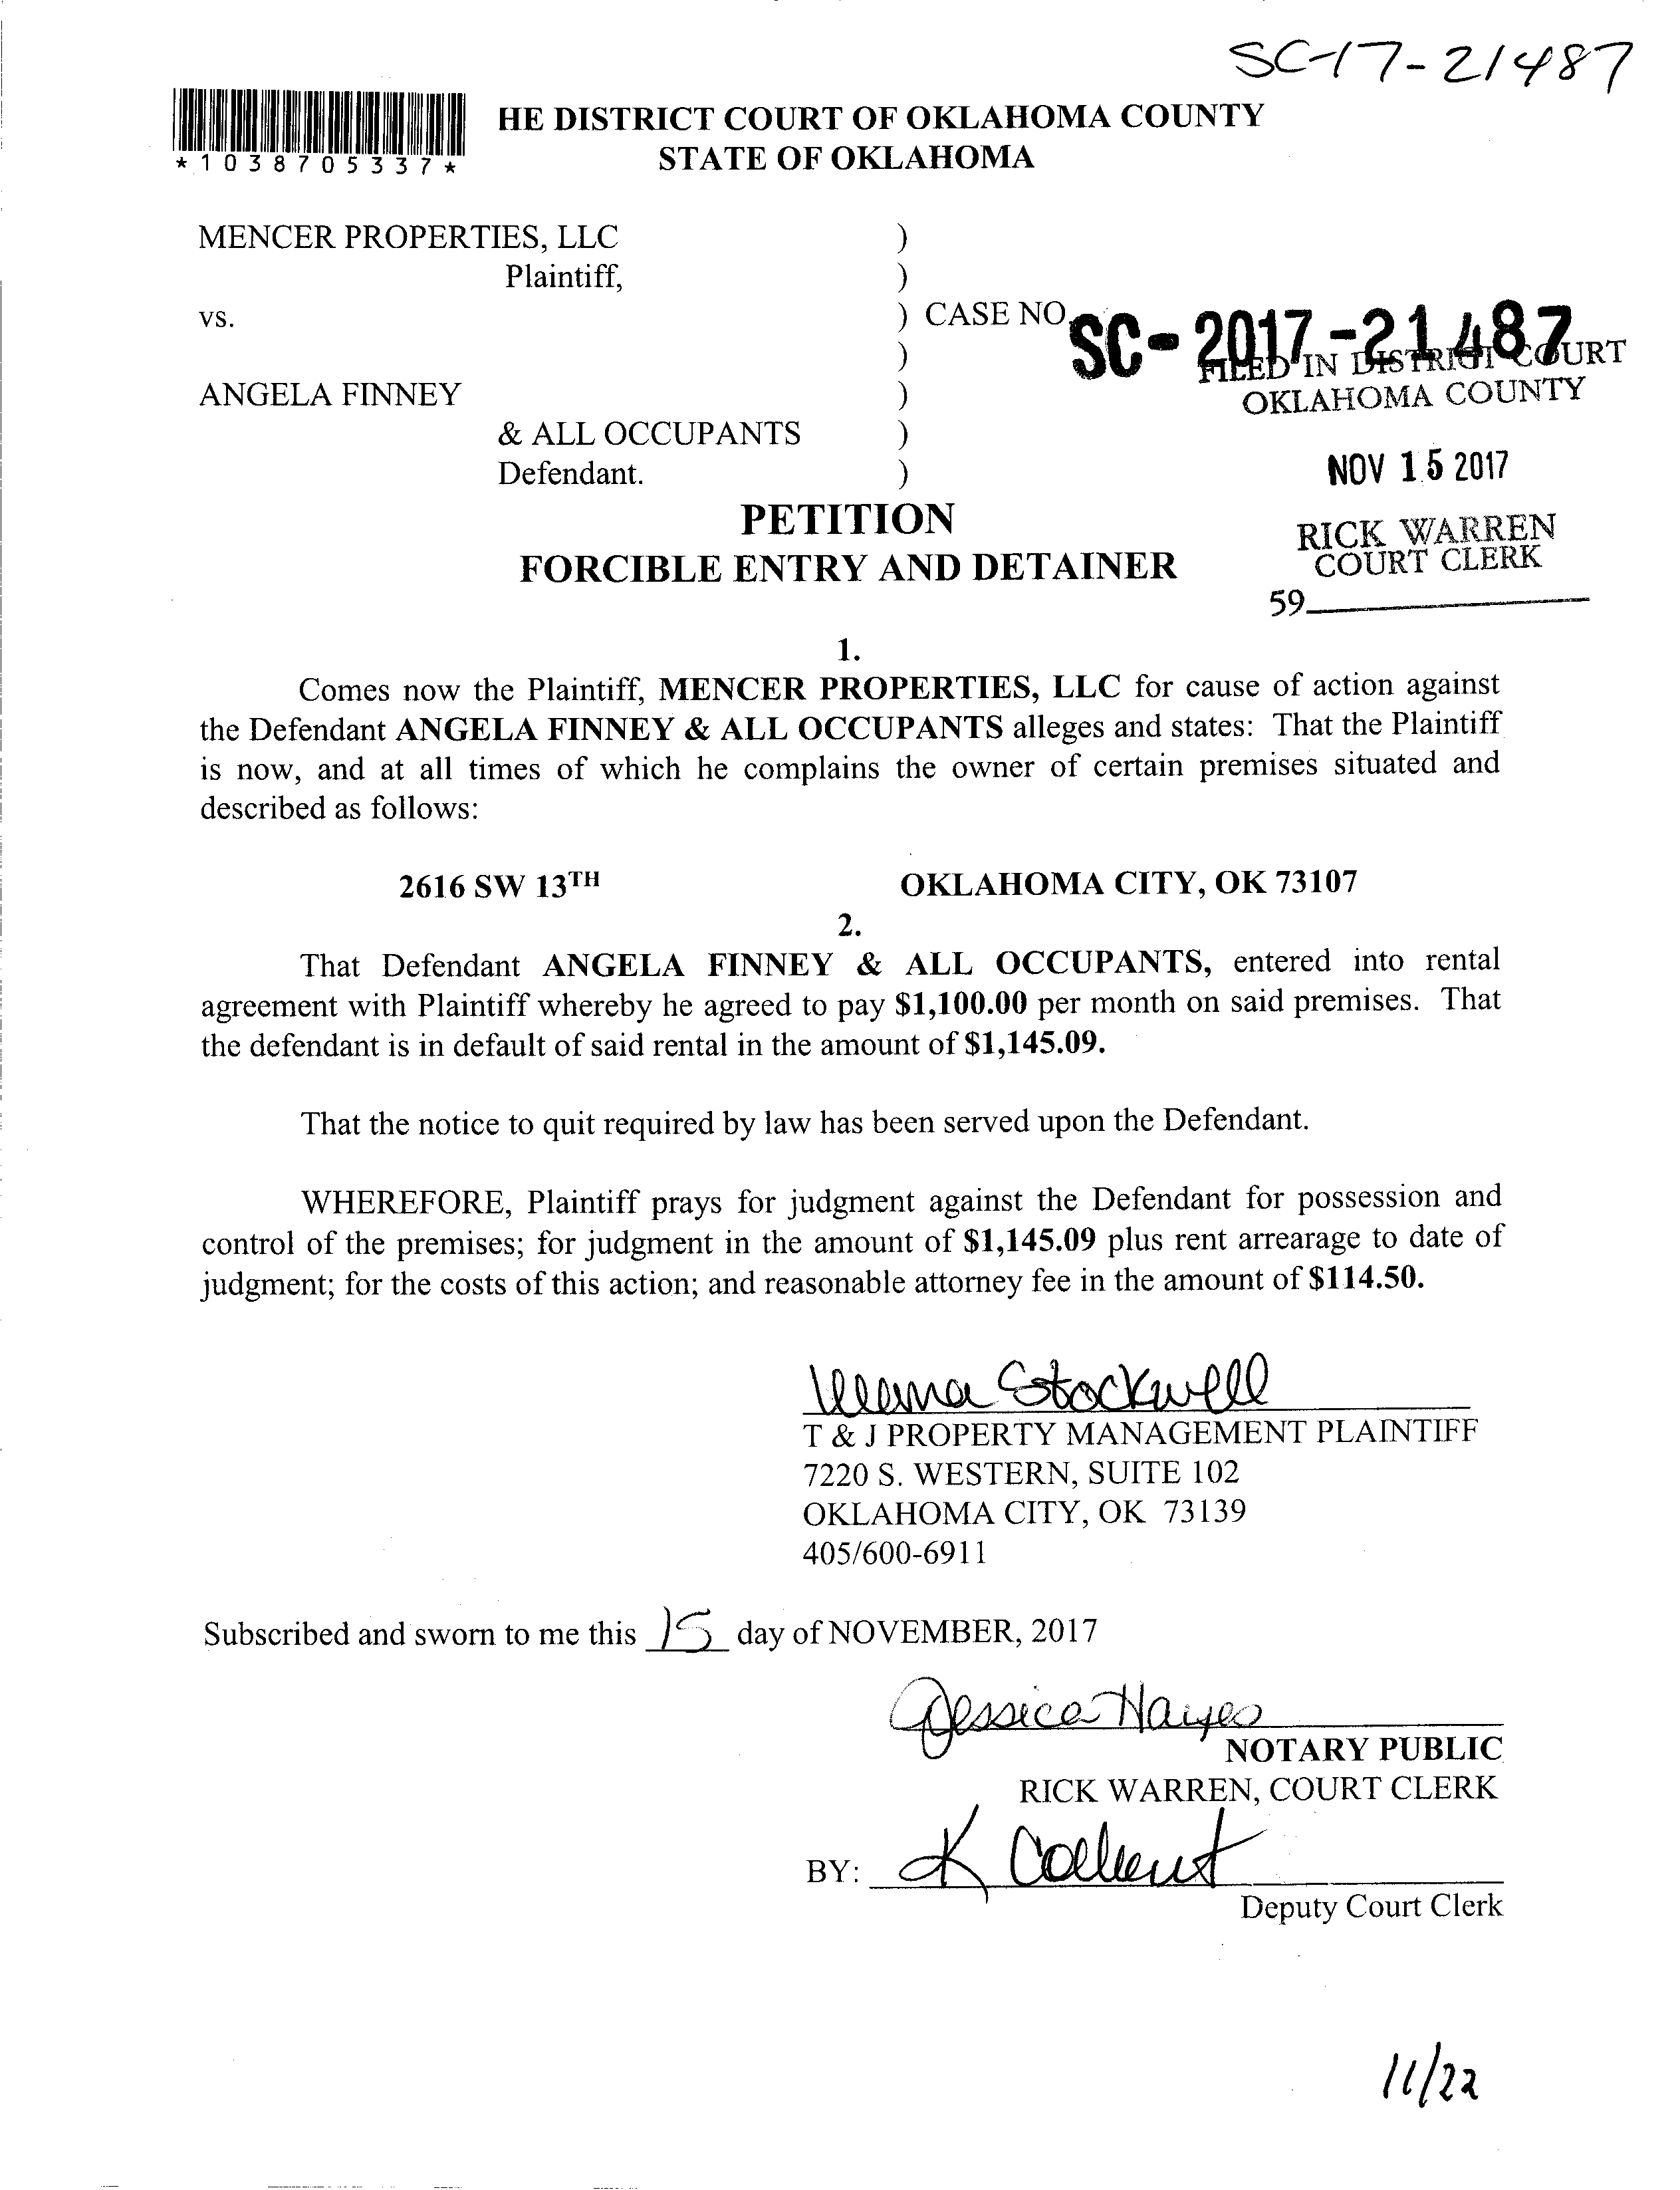 SC-17-21487
HE DISTRICT COURT OF OKLAHOMA COUNTY
*1038705337*
STATE OF OKLAHOMA
MENCER PROPERTIES, LLC )
Plaintiff, )
vs. ) CASE NO. SC-2017-21487
) FILED IN DISTRICT COURT
ANGELA FINNEY ) OKLAHOMA COUNTY
& ALL OCCUPANTS )
Defendant. ) NOV 15 2017
PETITION
RICK WARREN
FORCIBLE ENTRY AND DETAINER
COURT CLERK
59
1.
Comes now the Plaintiff, MENCER PROPERTIES, LLC for cause of action against
the Defendant ANGELA FINNEY & ALL OCCUPANTS alleges and states: That the Plaintiff
is now, and at all times of which he complains the owner of certain premises situated and
described as follows:
2616 SW 13TH OKLAHOMA CITY, OK 73107
2.
That Defendant ANGELA FINNEY & ALL OCCUPANTS, entered into rental
agreement with Plaintiff whereby he agreed to pay $1,100.00 per month on said premises. That
the defendant is in default of said rental in the amount of $1,145.09.
That the notice to quit required by law has been served upon the Defendant.
WHEREFORE, Plaintiff prays for judgment against the Defendant for possession and
control of the premises; for judgment in the amount of $1,145.09 plus rent arrearage to date of
judgment; for the costs of this action; and reasonable attorney fee in the amount of $114.50.
Stockwell
T & J PROPERTY MANAGEMENT PLAINTIFF
7220 S. WESTERN, SUITE 102
OKLAHOMA CITY, OK 73139
405/600-6911
Subscribed and sworn to me this 15 day of NOVEMBER, 2017
Jessica Hayes
NOTARY PUBLIC
RICK WARREN, COURT CLERK
BY: K
Deputy Court Clerk
11/22